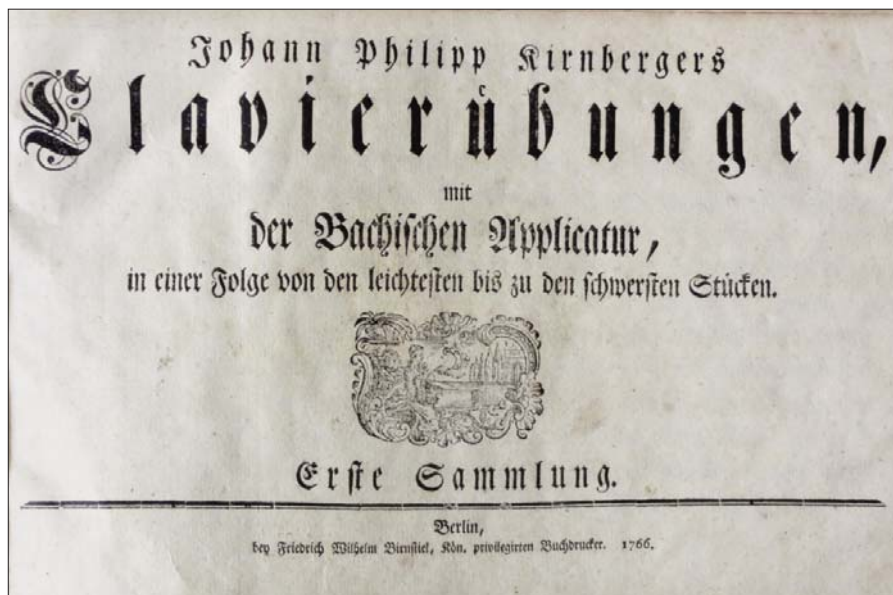 Johann Philipp Kirnbergers
Clavierübungen,
mit
der Bachischen Applicatur,
in einer Folge von den leichtesten bis zu den schwersten Stücken.
Erste Sammlung.
Berlin,
bey Friedrich Wilhelm Birnstiel, Kön. privilegirten Buchdrucker. 1766.